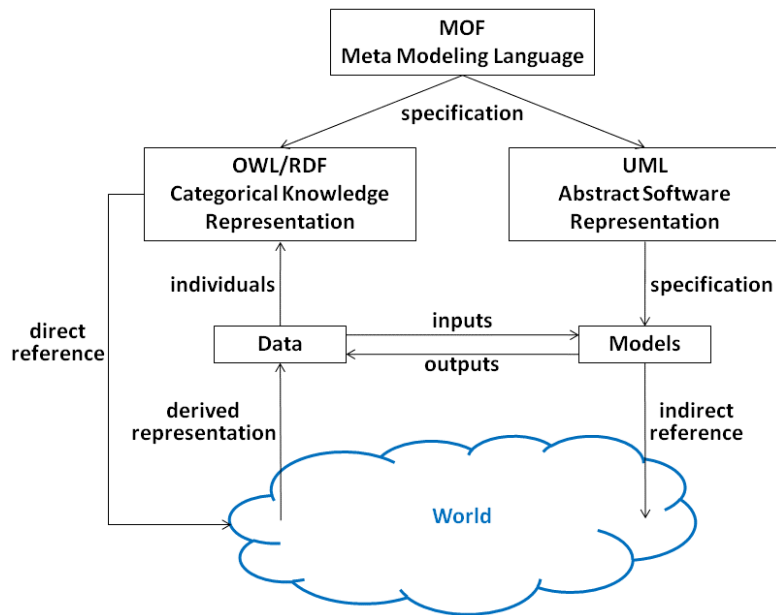 MOF
Meta Modeling Language
specification
OWL/RDF
Categorical Knowledge
Representation
UML
Abstract Software
Representation
individuals
specification
direct
reference
inputs
Data
Models
outputs
derived
representation
indirect
reference
World